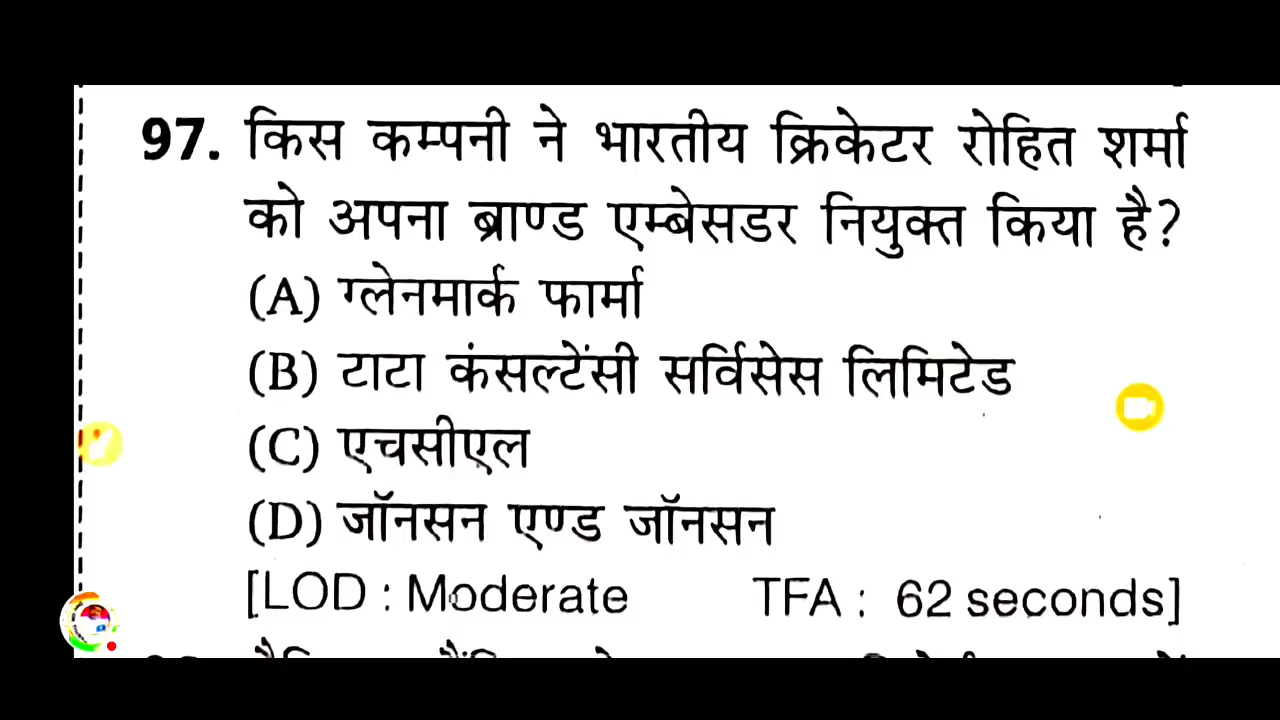 97. किस कम्पनी ने भारतीय क्रिकेटर रोहित शर्मा
को अपना ब्राण्ड एम्बेसडर नियुक्त किया है?
(A) ग्लेनमार्क फार्मा
(B) टाटा कंसल्टेंसी सर्विसेस लिमिटेड
(C) एचसीएल
(D) जॉनसन एण्ड जॉनसन
[LOD : Moderate TFA : 62 seconds]